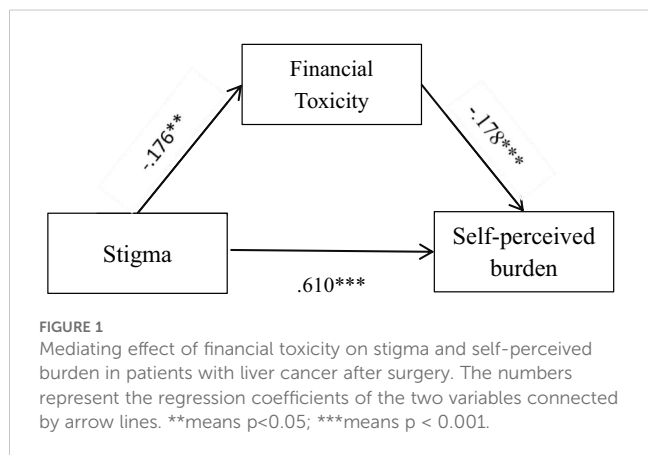 Financial
Toxicity
-.176**
-.178***
Stigma
Self-perceived
burden
.610***
FIGURE 1
Mediating effect of financial toxicity on stigma and self-perceived
burden in patients with liver cancer after surgery. The numbers
represent the regression coefficients of the two variables connected
by arrow lines. **means p<0.05; ***means p < 0.001.